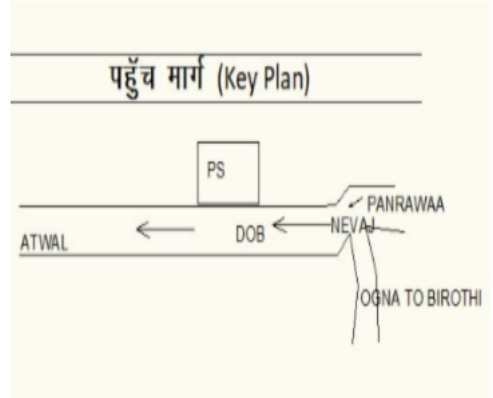 पहुँच मार्ग (Key Plan)
PS
PANRAWAA
ATWAL DOB NEVAJ
OGNA TO BIROTHI